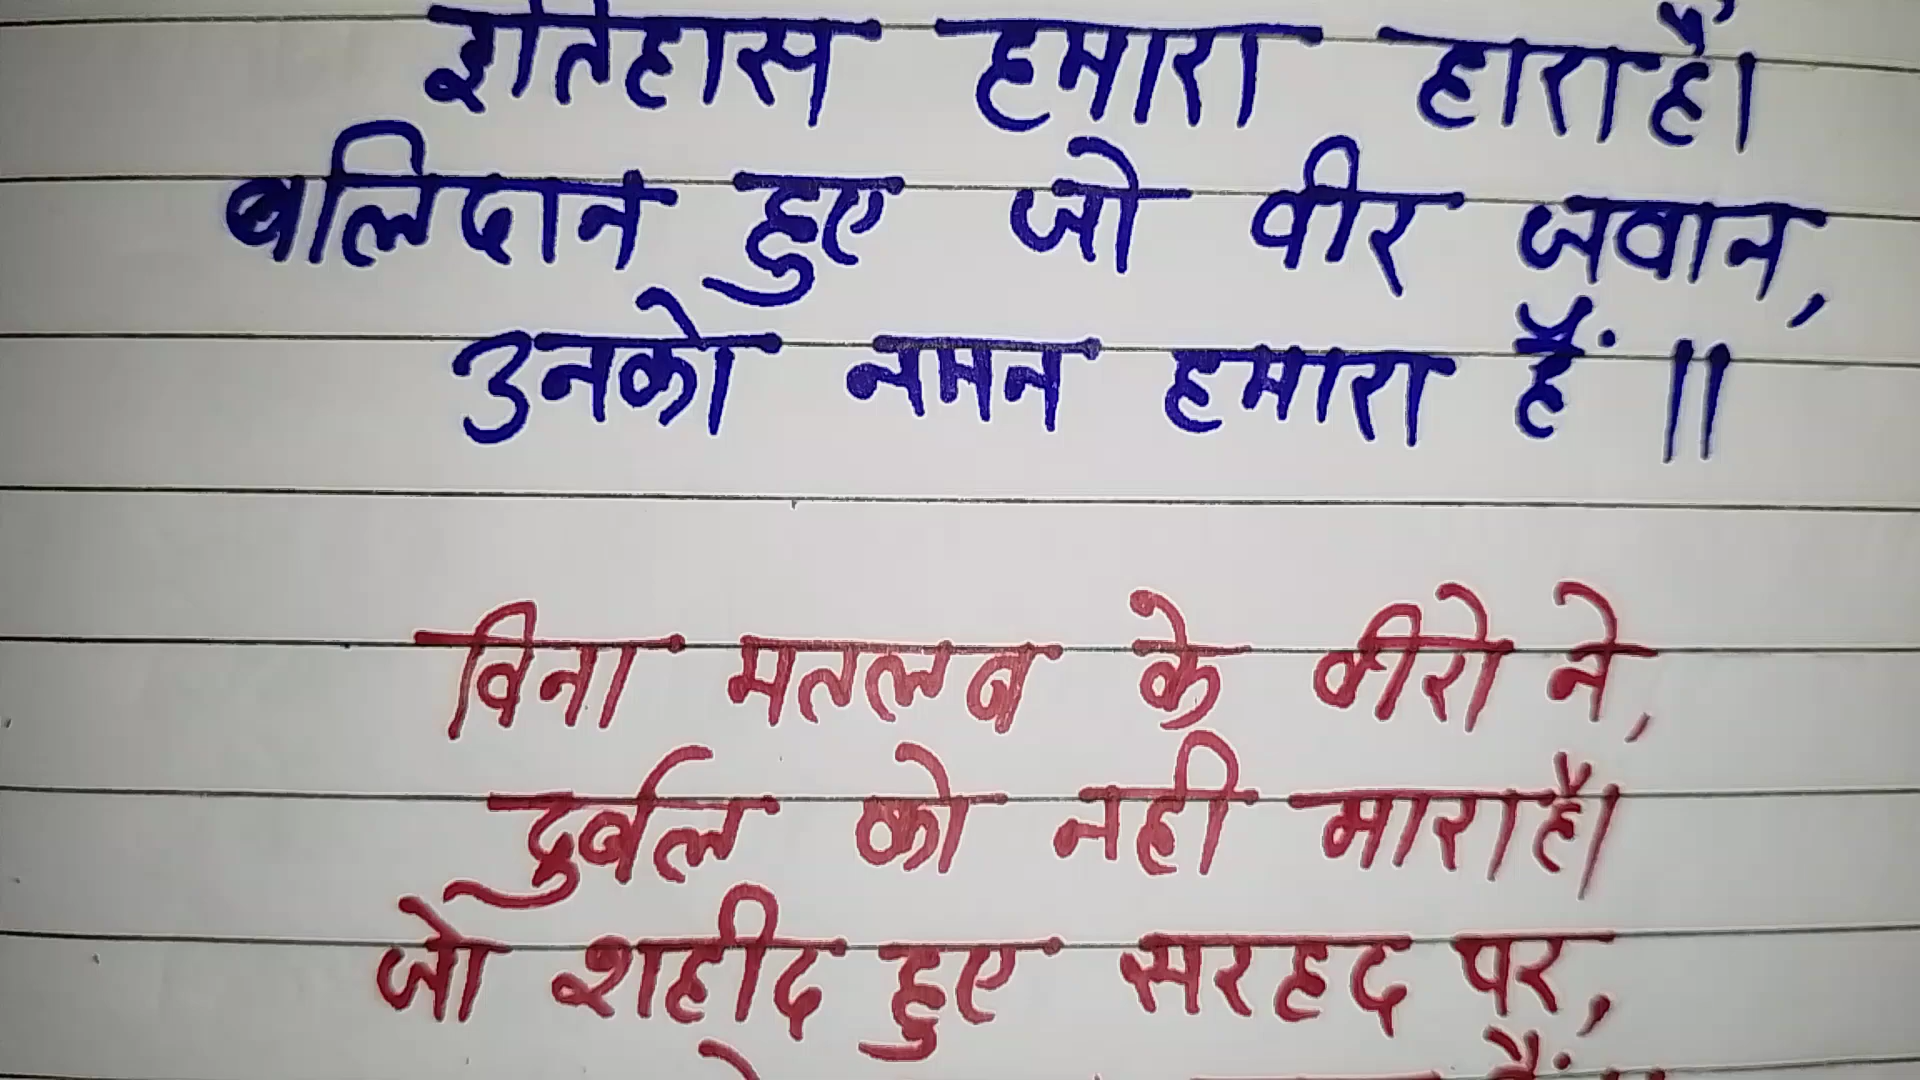 इतिहास हमारा हारा है।
बलिदान हुए जो वीर जवान,
उनको नमन हमारा हैं ॥
विना मतलब के वीरो ने,
दुर्बल को नही मारा है।
जो शहीद हुए सरहद पर,